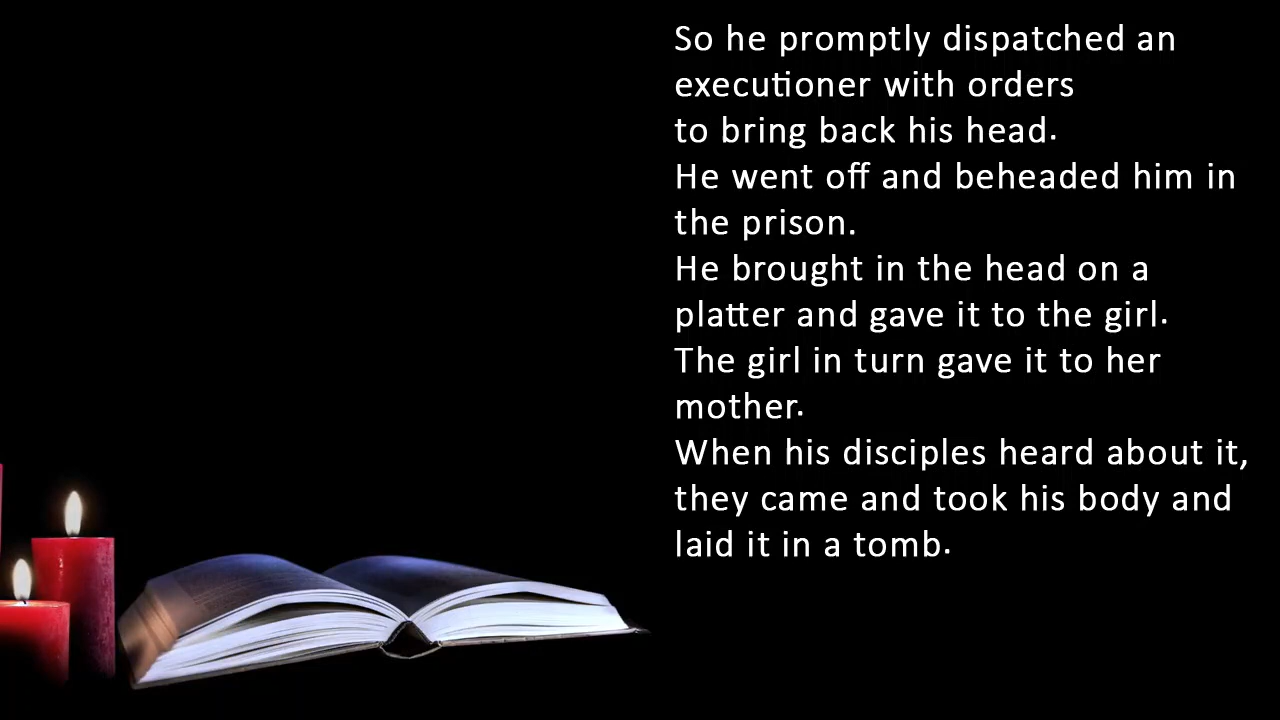 So he promptly dispatched an
executioner with orders
to bring back his head.
He went off and beheaded him in
the prison.
He brought in the head on a
platter and gave it to the girl.
The girl in turn gave it to her
mother.
When his disciples heard about it,
they came and took his body and
laid it in a tomb.